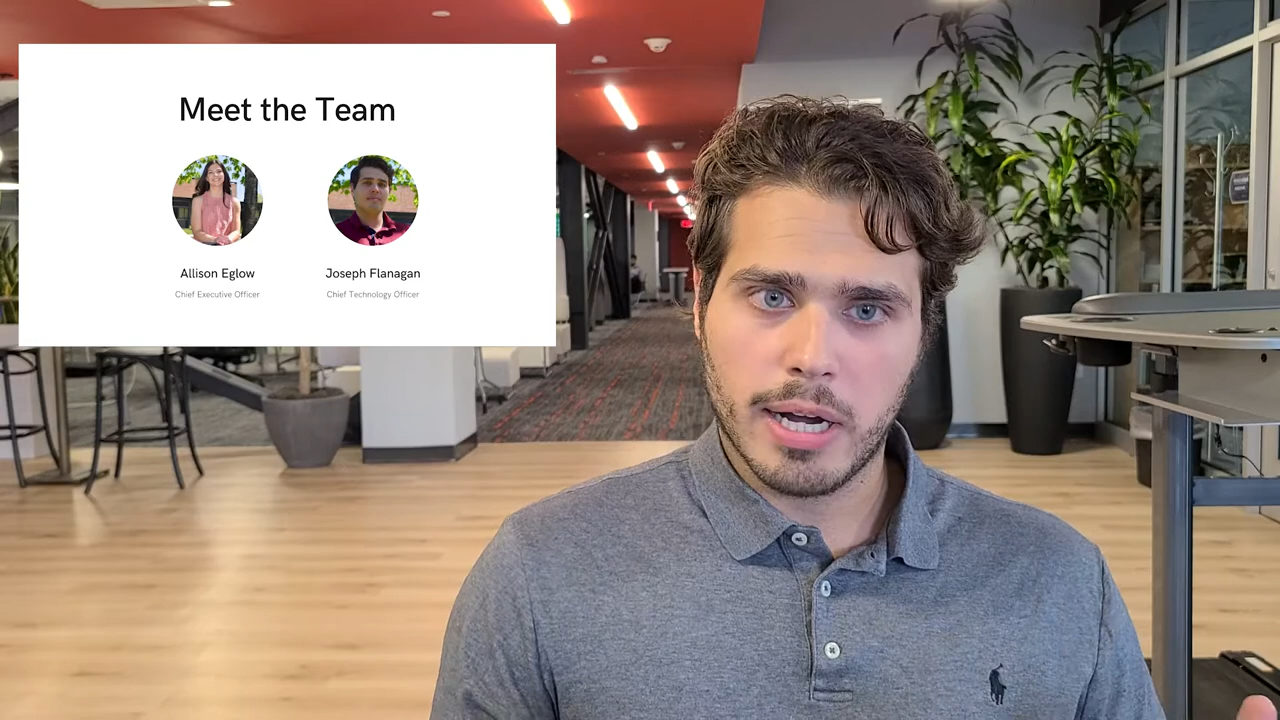 Meet the Team
Allison Eglow
Joseph Flanagan
Chief Executive Officer
Chief Technology Officer